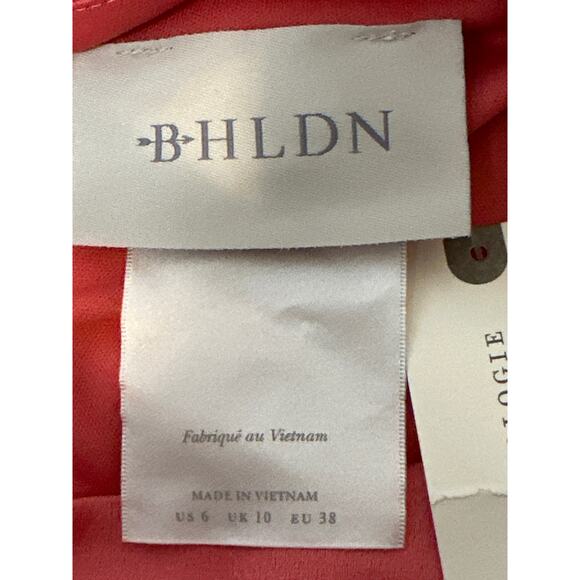 BHLDN
Fabriqué au Vietnam
MADE IN VIETNAM
US 6 UK 10 EU 38
OGIE